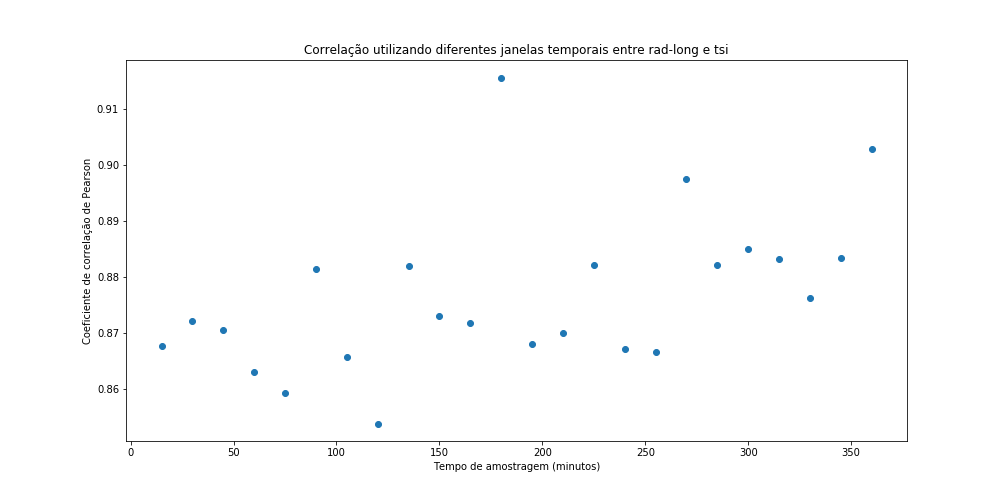 Correlação utilizando diferentes janelas temporais entre rad-long e tsi
Coeficiente de correlação de Pearson
0.91
0.90
0.89
0.88
0.87
0.86
0 50 100 150 200 250 300 350
Tempo de amostragem (minutos)